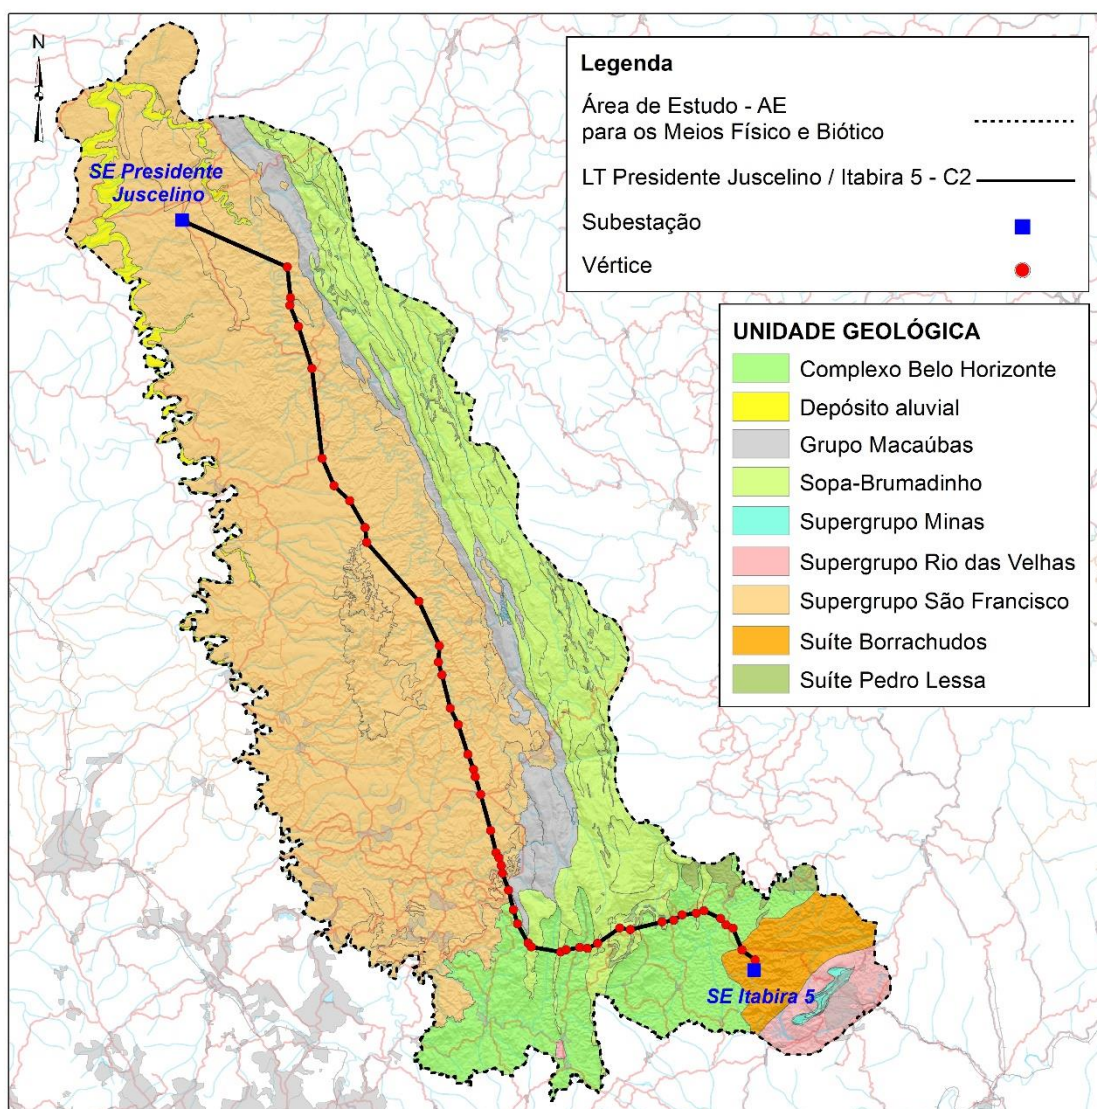 N
SE Presidente
Juscelino
SE Itabira 5
Legenda
Área de Estudo - AE
para os Meios Físico e Biótico
LT Presidente Juscelino / Itabira 5 - C2
Subestação
Vértice
UNIDADE GEOLÓGICA
Complexo Belo Horizonte
Depósito aluvial
Grupo Macaúbas
Sopa-Brumadinho
Supergrupo Minas
Supergrupo Rio das Velhas
Supergrupo São Francisco
Suíte Borrachudos
Suíte Pedro Lessa